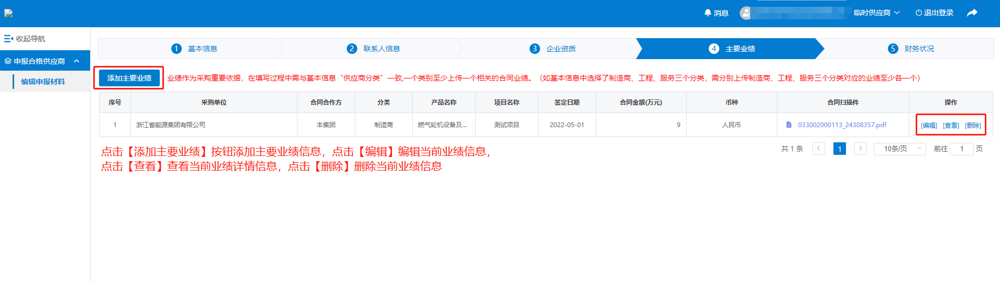 消息 临时供应商 退出登录
收起导航
申报合格供应商
编辑申报材料
1 基本信息 2 联系人信息 3 企业资质 4 主要业绩 5 财务状况
添加主要业绩 业绩作为采购重要依据，在填写过程中需与基本信息“供应商分类”一致,一个类别至少上传一个相关的合同业绩。（如基本信息中选择了制造商、工程、服务三个分类，需分别上传制造商、工程、服务三个分类对应的业绩至少各一个）
序号 采购单位 合同合作方 分类 产品名称 项目名称 签定日期 合同金额(万元) 币种 合同扫描件 操作
1 浙江省能源集团有限公司 本集团 制造商 燃气轮机设备及... 测试项目 2022-05-01 9 人民币 033002000113_24308357.pdf [编辑] [查看] [删除]
共 1 条 1 10条/页 前往 1 页
点击【添加主要业绩】按钮添加主要业绩信息，点击【编辑】编辑当前业绩信息，
点击【查看】查看当前业绩详情信息，点击【删除】删除当前业绩信息